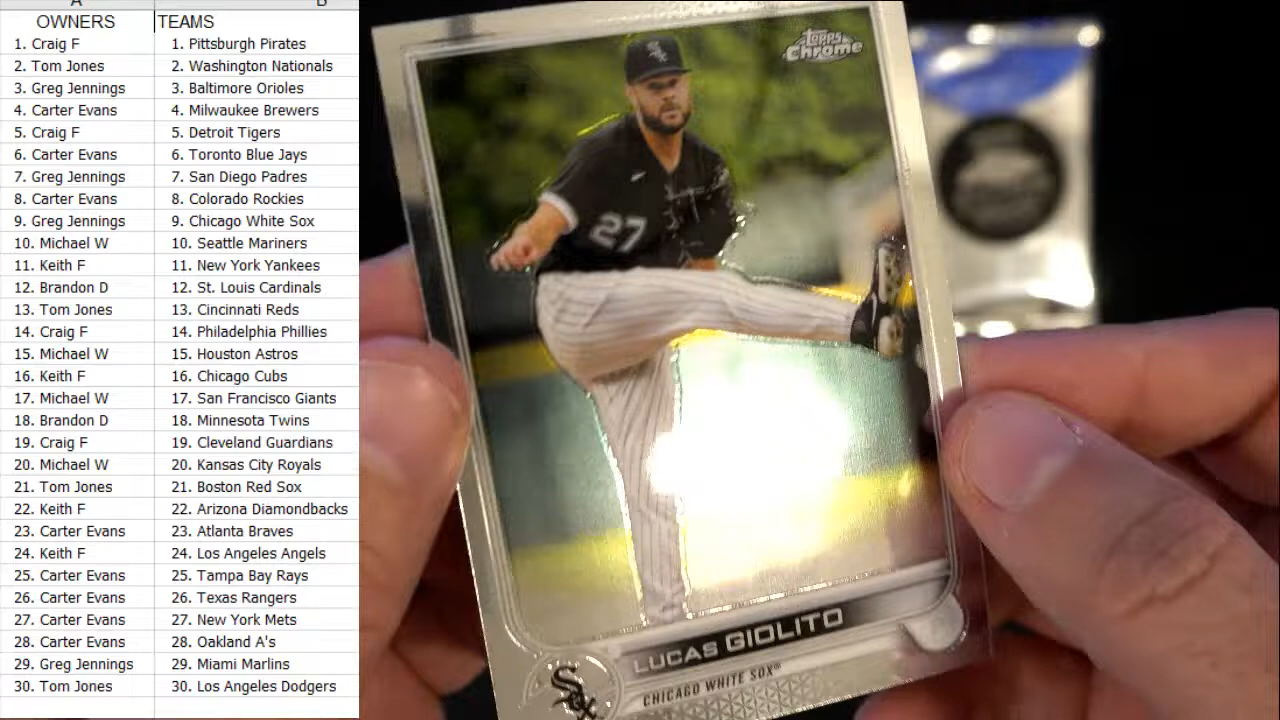 A B
OWNERS TEAMS
1. Craig F 1. Pittsburgh Pirates
2. Tom Jones 2. Washington Nationals
3. Greg Jennings 3. Baltimore Orioles
4. Carter Evans 4. Milwaukee Brewers
5. Craig F 5. Detroit Tigers
6. Carter Evans 6. Toronto Blue Jays
7. Greg Jennings 7. San Diego Padres
8. Carter Evans 8. Colorado Rockies
9. Greg Jennings 9. Chicago White Sox
10. Michael W 10. Seattle Mariners
11. Keith F 11. New York Yankees
12. Brandon D 12. St. Louis Cardinals
13. Tom Jones 13. Cincinnati Reds
14. Craig F 14. Philadelphia Phillies
15. Michael W 15. Houston Astros
16. Keith F 16. Chicago Cubs
17. Michael W 17. San Francisco Giants
18. Brandon D 18. Minnesota Twins
19. Craig F 19. Cleveland Guardians
20. Michael W 20. Kansas City Royals
21. Tom Jones 21. Boston Red Sox
22. Keith F 22. Arizona Diamondbacks
23. Carter Evans 23. Atlanta Braves
24. Keith F 24. Los Angeles Angels
25. Carter Evans 25. Tampa Bay Rays
26. Carter Evans 26. Texas Rangers
27. Carter Evans 27. New York Mets
28. Carter Evans 28. Oakland A's
29. Greg Jennings 29. Miami Marlins
30. Tom Jones 30. Los Angeles Dodgers
Topps
Chrome
Sox
27
LUCAS GIOLITO
CHICAGO WHITE SOX®
Sox